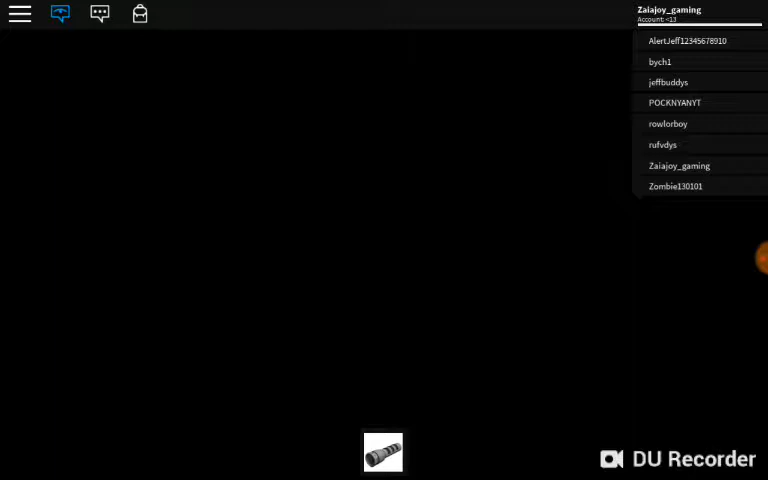 Zaiajoy_gaming
Account: <13
AlertJeff12345678910
bych1
jeffbuddys
POCKNYANYT
rowlorboy
rufvdys
Zaiajoy_gaming
Zombie130101
DU Recorder